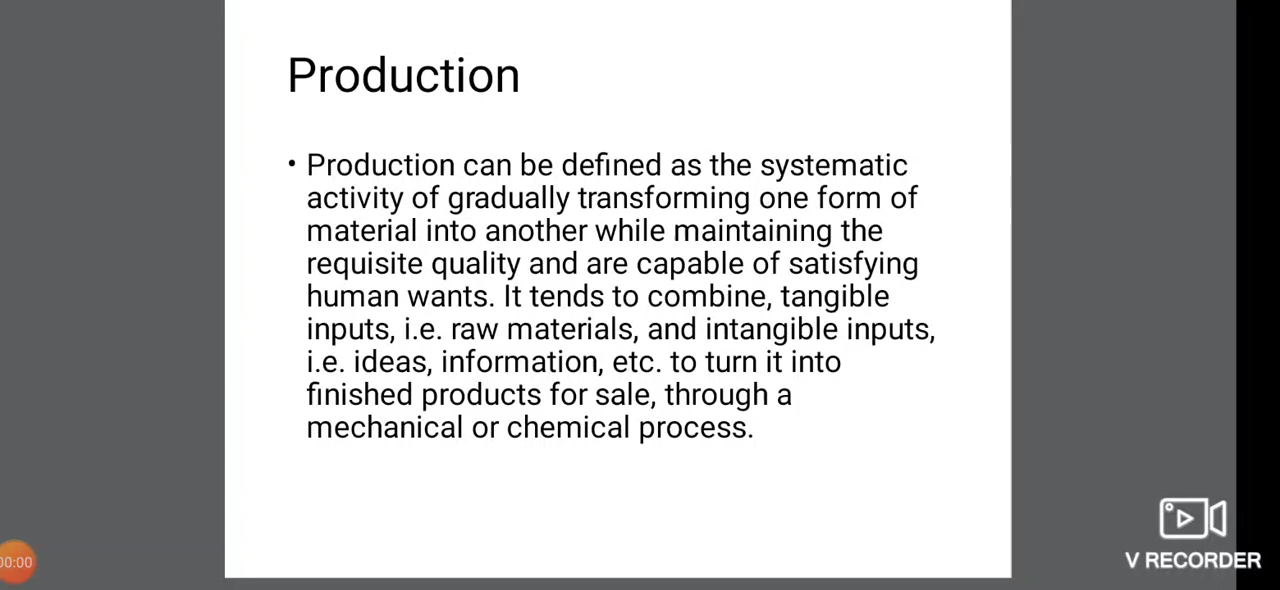 Production
• Production can be defined as the systematic
activity of gradually transforming one form of
material into another while maintaining the
requisite quality and are capable of satisfying
human wants. It tends to combine, tangible
inputs, i.e. raw materials, and intangible inputs,
i.e. ideas, information, etc. to turn it into
finished products for sale, through a
mechanical or chemical process.
00:00
V RECORDER